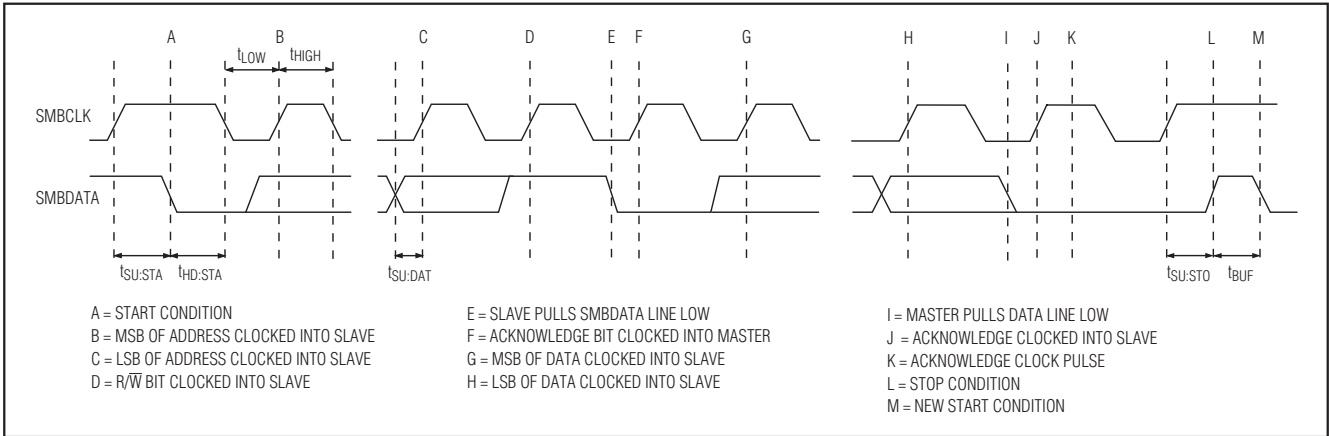 A B C D E F G H I J K L M
tLOW tHIGH
SMBCLK
SMBDATA
tSU:STA tHD:STA tSU:DAT tSU:STO tBUF
A = START CONDITION
B = MSB OF ADDRESS CLOCKED INTO SLAVE
C = LSB OF ADDRESS CLOCKED INTO SLAVE
D = R/W̅ BIT CLOCKED INTO SLAVE
E = SLAVE PULLS SMBDATA LINE LOW
F = ACKNOWLEDGE BIT CLOCKED INTO MASTER
G = MSB OF DATA CLOCKED INTO SLAVE
H = LSB OF DATA CLOCKED INTO SLAVE
I = MASTER PULLS DATA LINE LOW
J = ACKNOWLEDGE CLOCKED INTO SLAVE
K = ACKNOWLEDGE CLOCK PULSE
L = STOP CONDITION
M = NEW START CONDITION